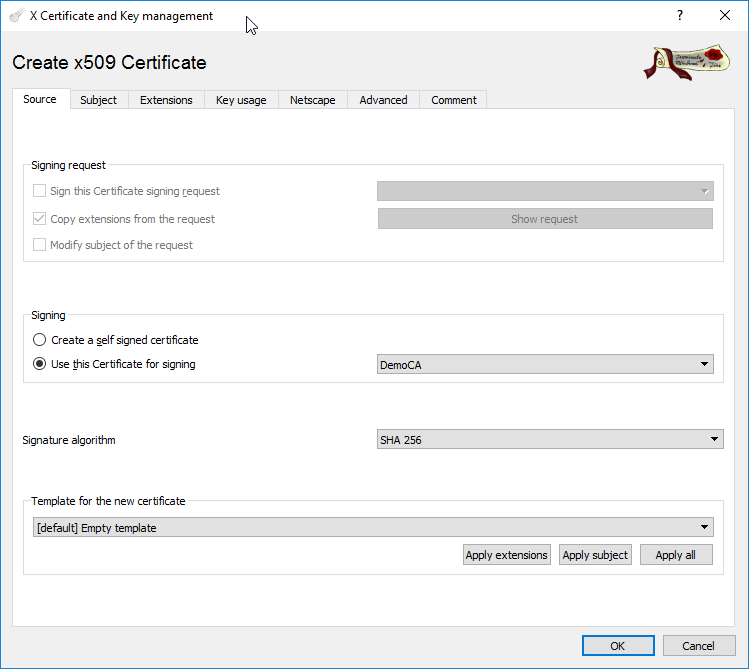 X Certificate and Key management
?
Create x509 Certificate
Source Subject Extensions Key usage Netscape Advanced Comment
Signing request
Sign this Certificate signing request
Copy extensions from the request Show request
Modify subject of the request
Signing
Create a self signed certificate
Use this Certificate for signing DemoCA
Signature algorithm SHA 256
Template for the new certificate
[default] Empty template
Apply extensions Apply subject Apply all
OK Cancel